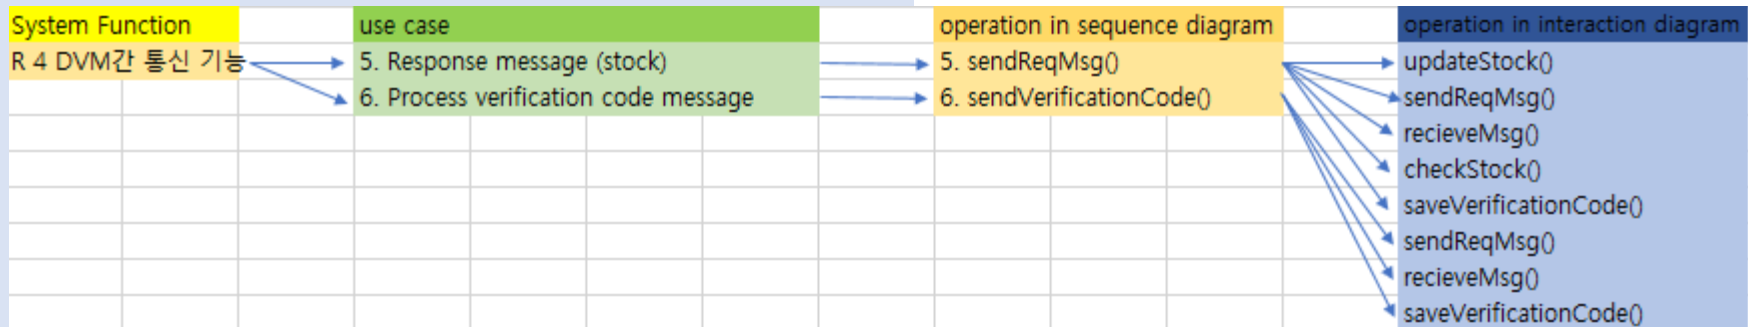 System Function use case operation in sequence diagram operation in interaction diagram
R 4 DVM간 통신 기능 5. Response message (stock) 5. sendReqMsg() updateStock()
6. Process verification code message 6. sendVerificationCode() sendReqMsg()
recieveMsg()
checkStock()
saveVerificationCode()
sendReqMsg()
recieveMsg()
saveVerificationCode()